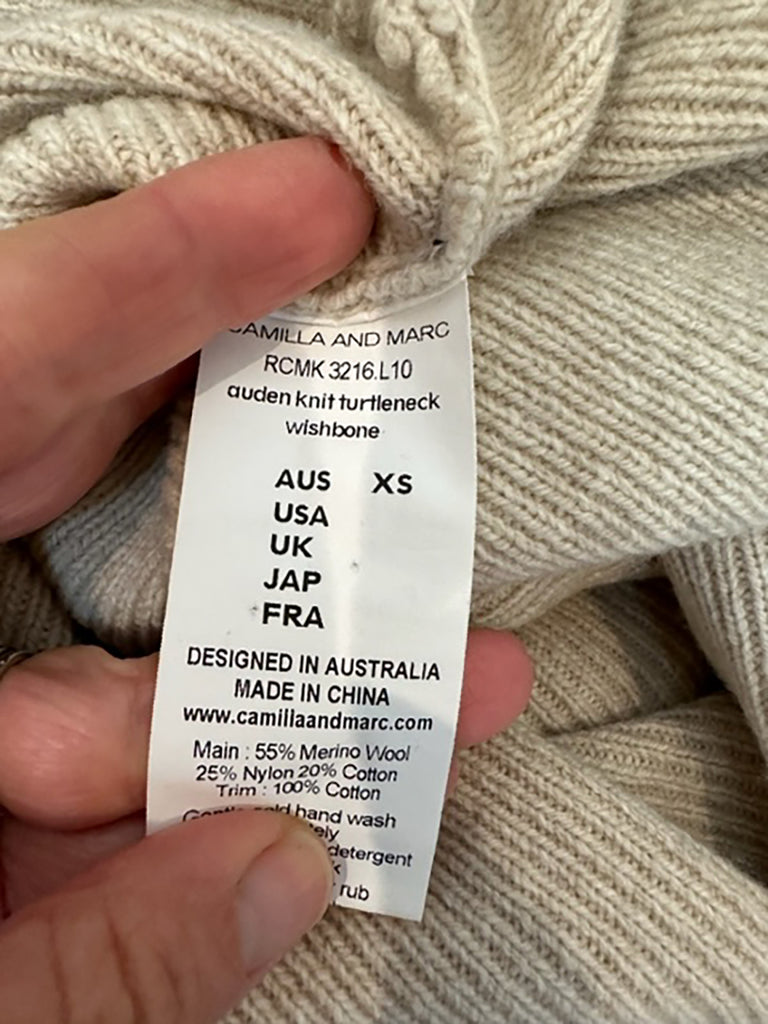 CAMILLA AND MARC
RCMK 3216.L10
auden knit turtleneck
wishbone
AUS XS
USA
UK
JAP
FRA
DESIGNED IN AUSTRALIA
MADE IN CHINA
www.camillaandmarc.com
Main : 55% Merino Wool
25% Nylon 20% Cotton
Trim : 100% Cotton
Gentle cold hand wash
detergent
rub